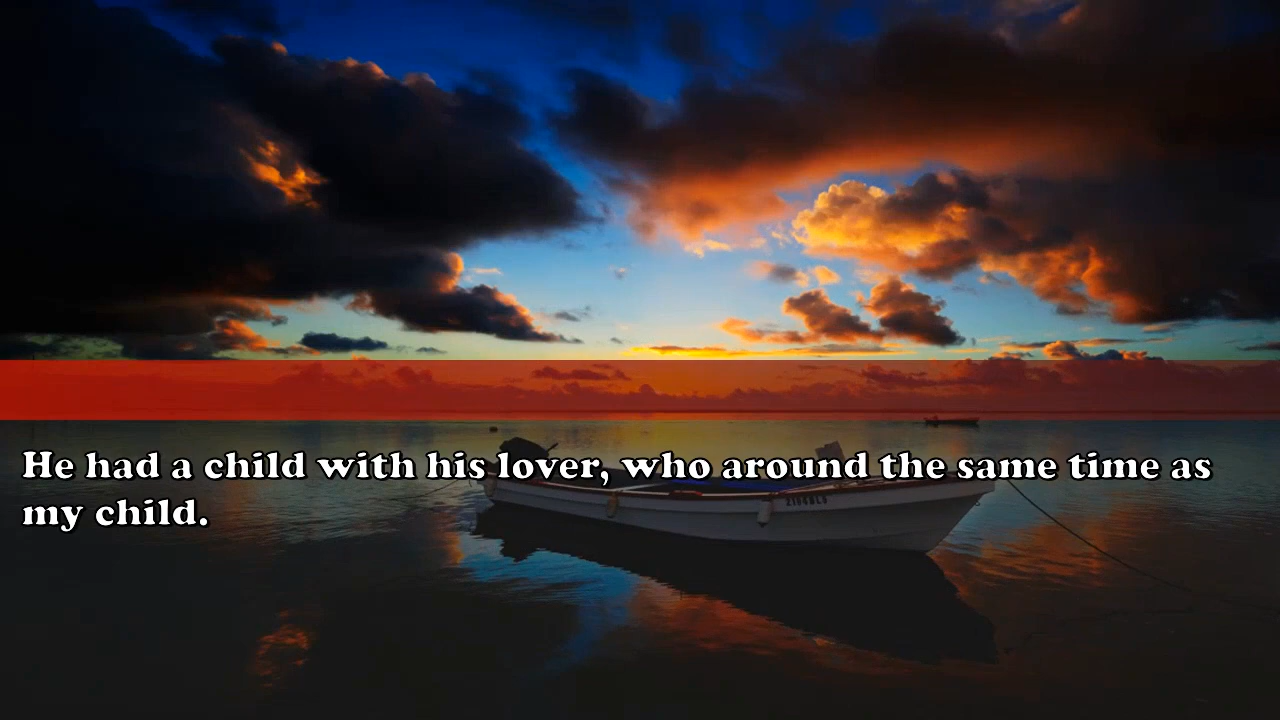 He had a child with his lover, who around the same time as
my child.